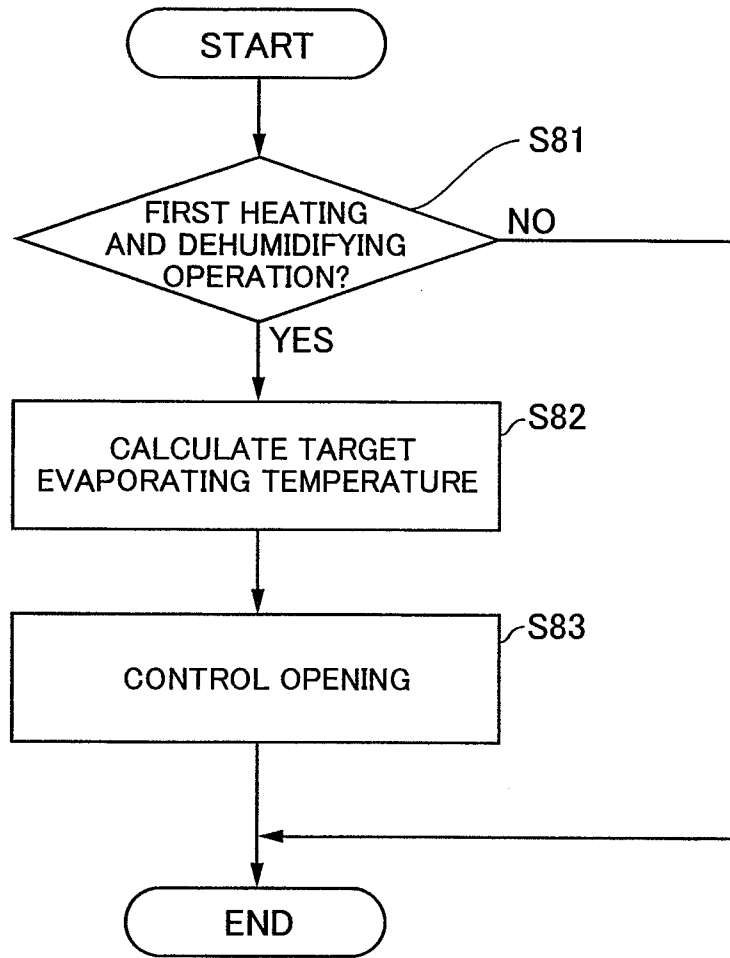 START
S81
FIRST HEATING
AND DEHUMIDIFYING
OPERATION?
NO
YES
S82
CALCULATE TARGET
EVAPORATING TEMPERATURE
S83
CONTROL OPENING
END